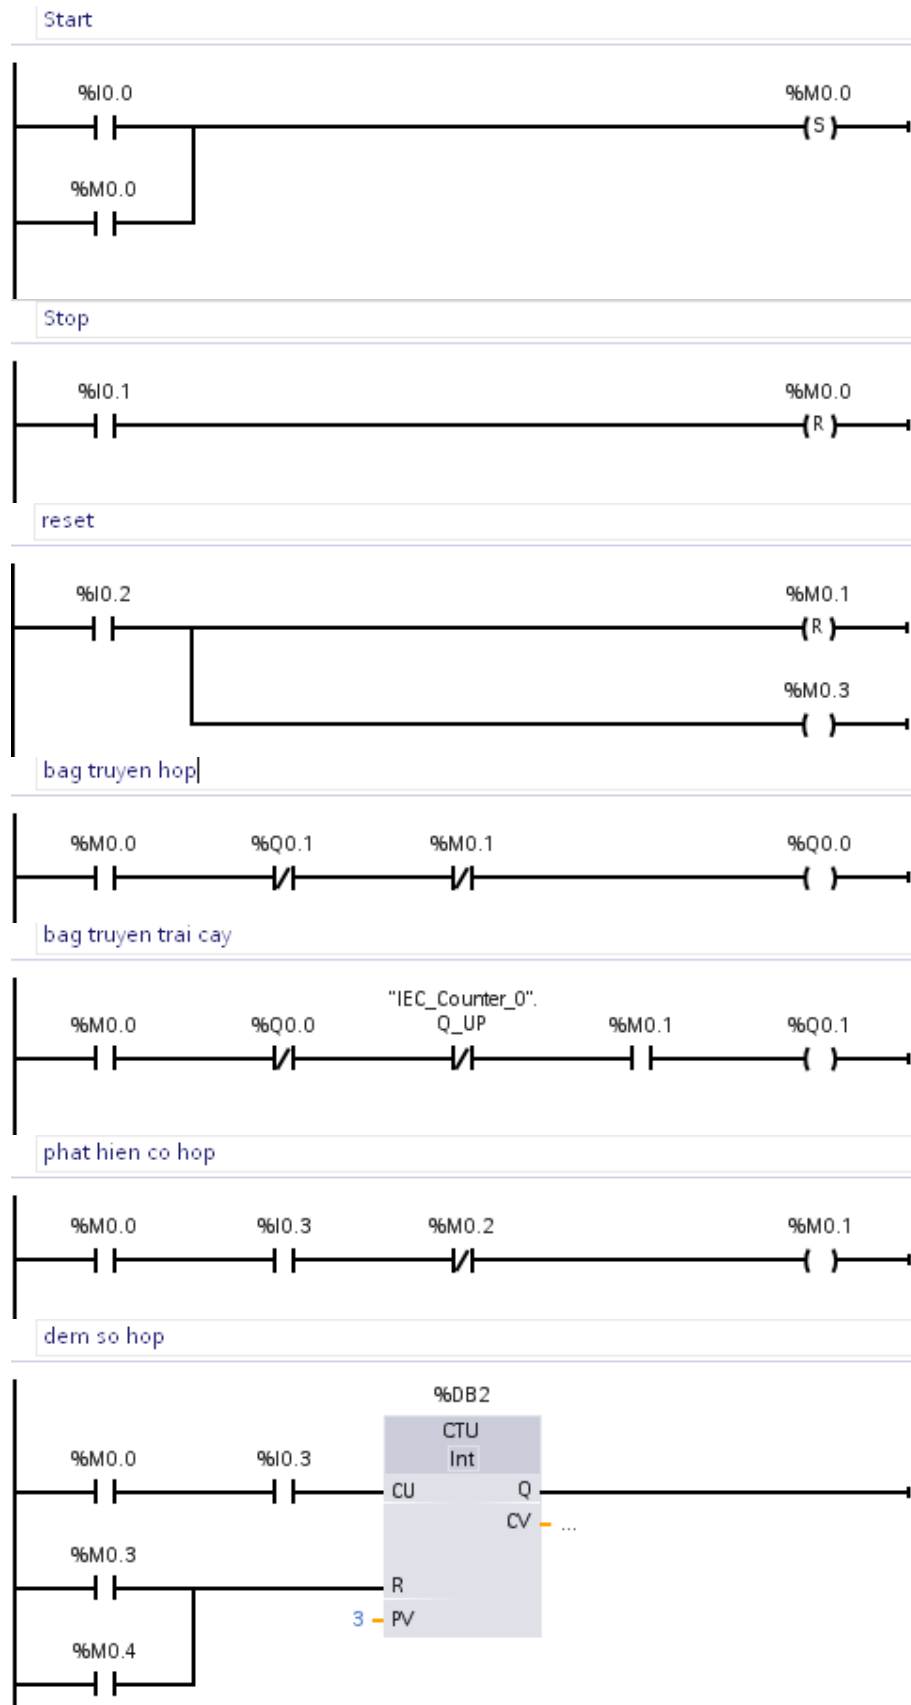 Start
%I0.0 %M0.0
S
%M0.0
Stop
%I0.1 %M0.0
R
reset
%I0.2 %M0.1
R
%M0.3
bag truyen hop
%M0.0 %Q0.1 %M0.1 %Q0.0
bag truyen trai cay
"IEC_Counter_0".
%M0.0 %Q0.0 Q_UP %M0.1 %Q0.1
phat hien co hop
%M0.0 %I0.3 %M0.2 %M0.1
dem so hop
%DB2
CTU
Int
%M0.0 %I0.3
CU Q
CV ...
%M0.3
R
3 PV
%M0.4